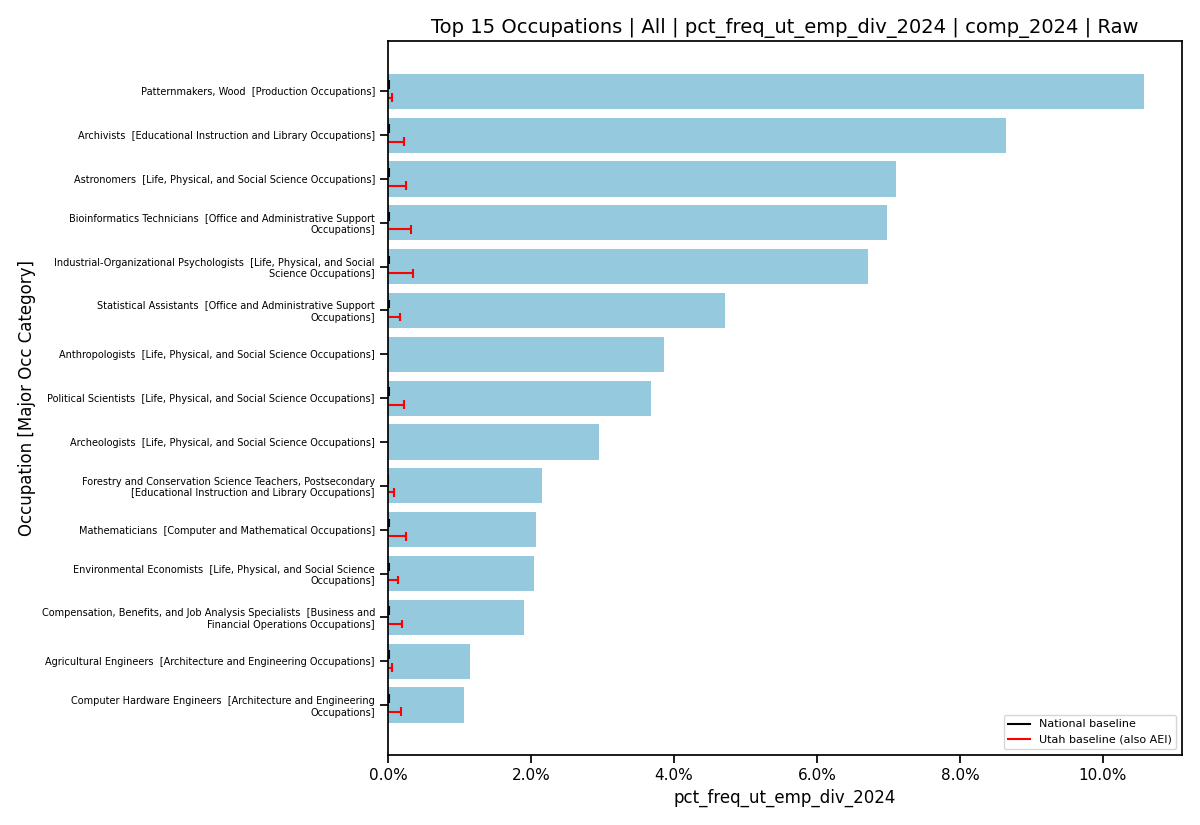 Top 15 Occupations | All | pct_freq_ut_emp_div_2024 | comp_2024 | Raw
Occupation [Major Occ Category]
Patternmakers, Wood  [Production Occupations]
Archivists  [Educational Instruction and Library Occupations]
Astronomers  [Life, Physical, and Social Science Occupations]
Bioinformatics Technicians  [Office and Administrative Support
Occupations]
Industrial-Organizational Psychologists  [Life, Physical, and Social
Science Occupations]
Statistical Assistants  [Office and Administrative Support
Occupations]
Anthropologists  [Life, Physical, and Social Science Occupations]
Political Scientists  [Life, Physical, and Social Science Occupations]
Archeologists  [Life, Physical, and Social Science Occupations]
Forestry and Conservation Science Teachers, Postsecondary
[Educational Instruction and Library Occupations]
Mathematicians  [Computer and Mathematical Occupations]
Environmental Economists  [Life, Physical, and Social Science
Occupations]
Compensation, Benefits, and Job Analysis Specialists  [Business and
Financial Operations Occupations]
Agricultural Engineers  [Architecture and Engineering Occupations]
Computer Hardware Engineers  [Architecture and Engineering
Occupations]
National baseline
Utah baseline (also AEI)
0.0% 2.0% 4.0% 6.0% 8.0% 10.0%
pct_freq_ut_emp_div_2024